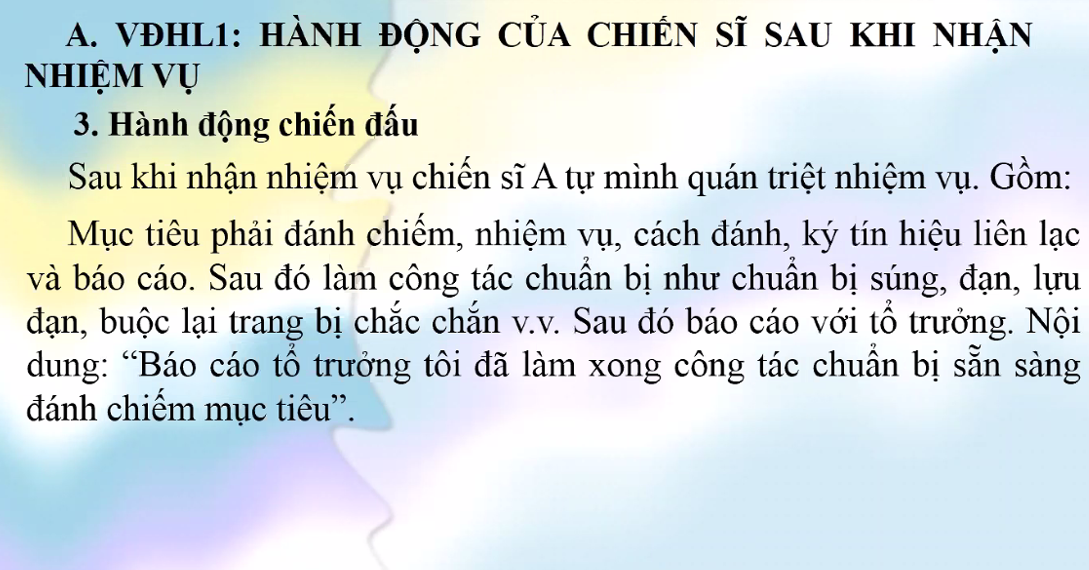 A. VĐHL1: HÀNH ĐỘNG CỦA CHIẾN SĨ SAU KHI NHẬN
NHIỆM VỤ
3. Hành động chiến đấu
Sau khi nhận nhiệm vụ chiến sĩ A tự mình quán triệt nhiệm vụ. Gồm:
Mục tiêu phải đánh chiếm, nhiệm vụ, cách đánh, ký tín hiệu liên lạc
và báo cáo. Sau đó làm công tác chuẩn bị như chuẩn bị súng, đạn, lựu
đạn, buộc lại trang bị chắc chắn v.v. Sau đó báo cáo với tổ trưởng. Nội
dung: “Báo cáo tổ trưởng tôi đã làm xong công tác chuẩn bị sẵn sàng
đánh chiếm mục tiêu”.